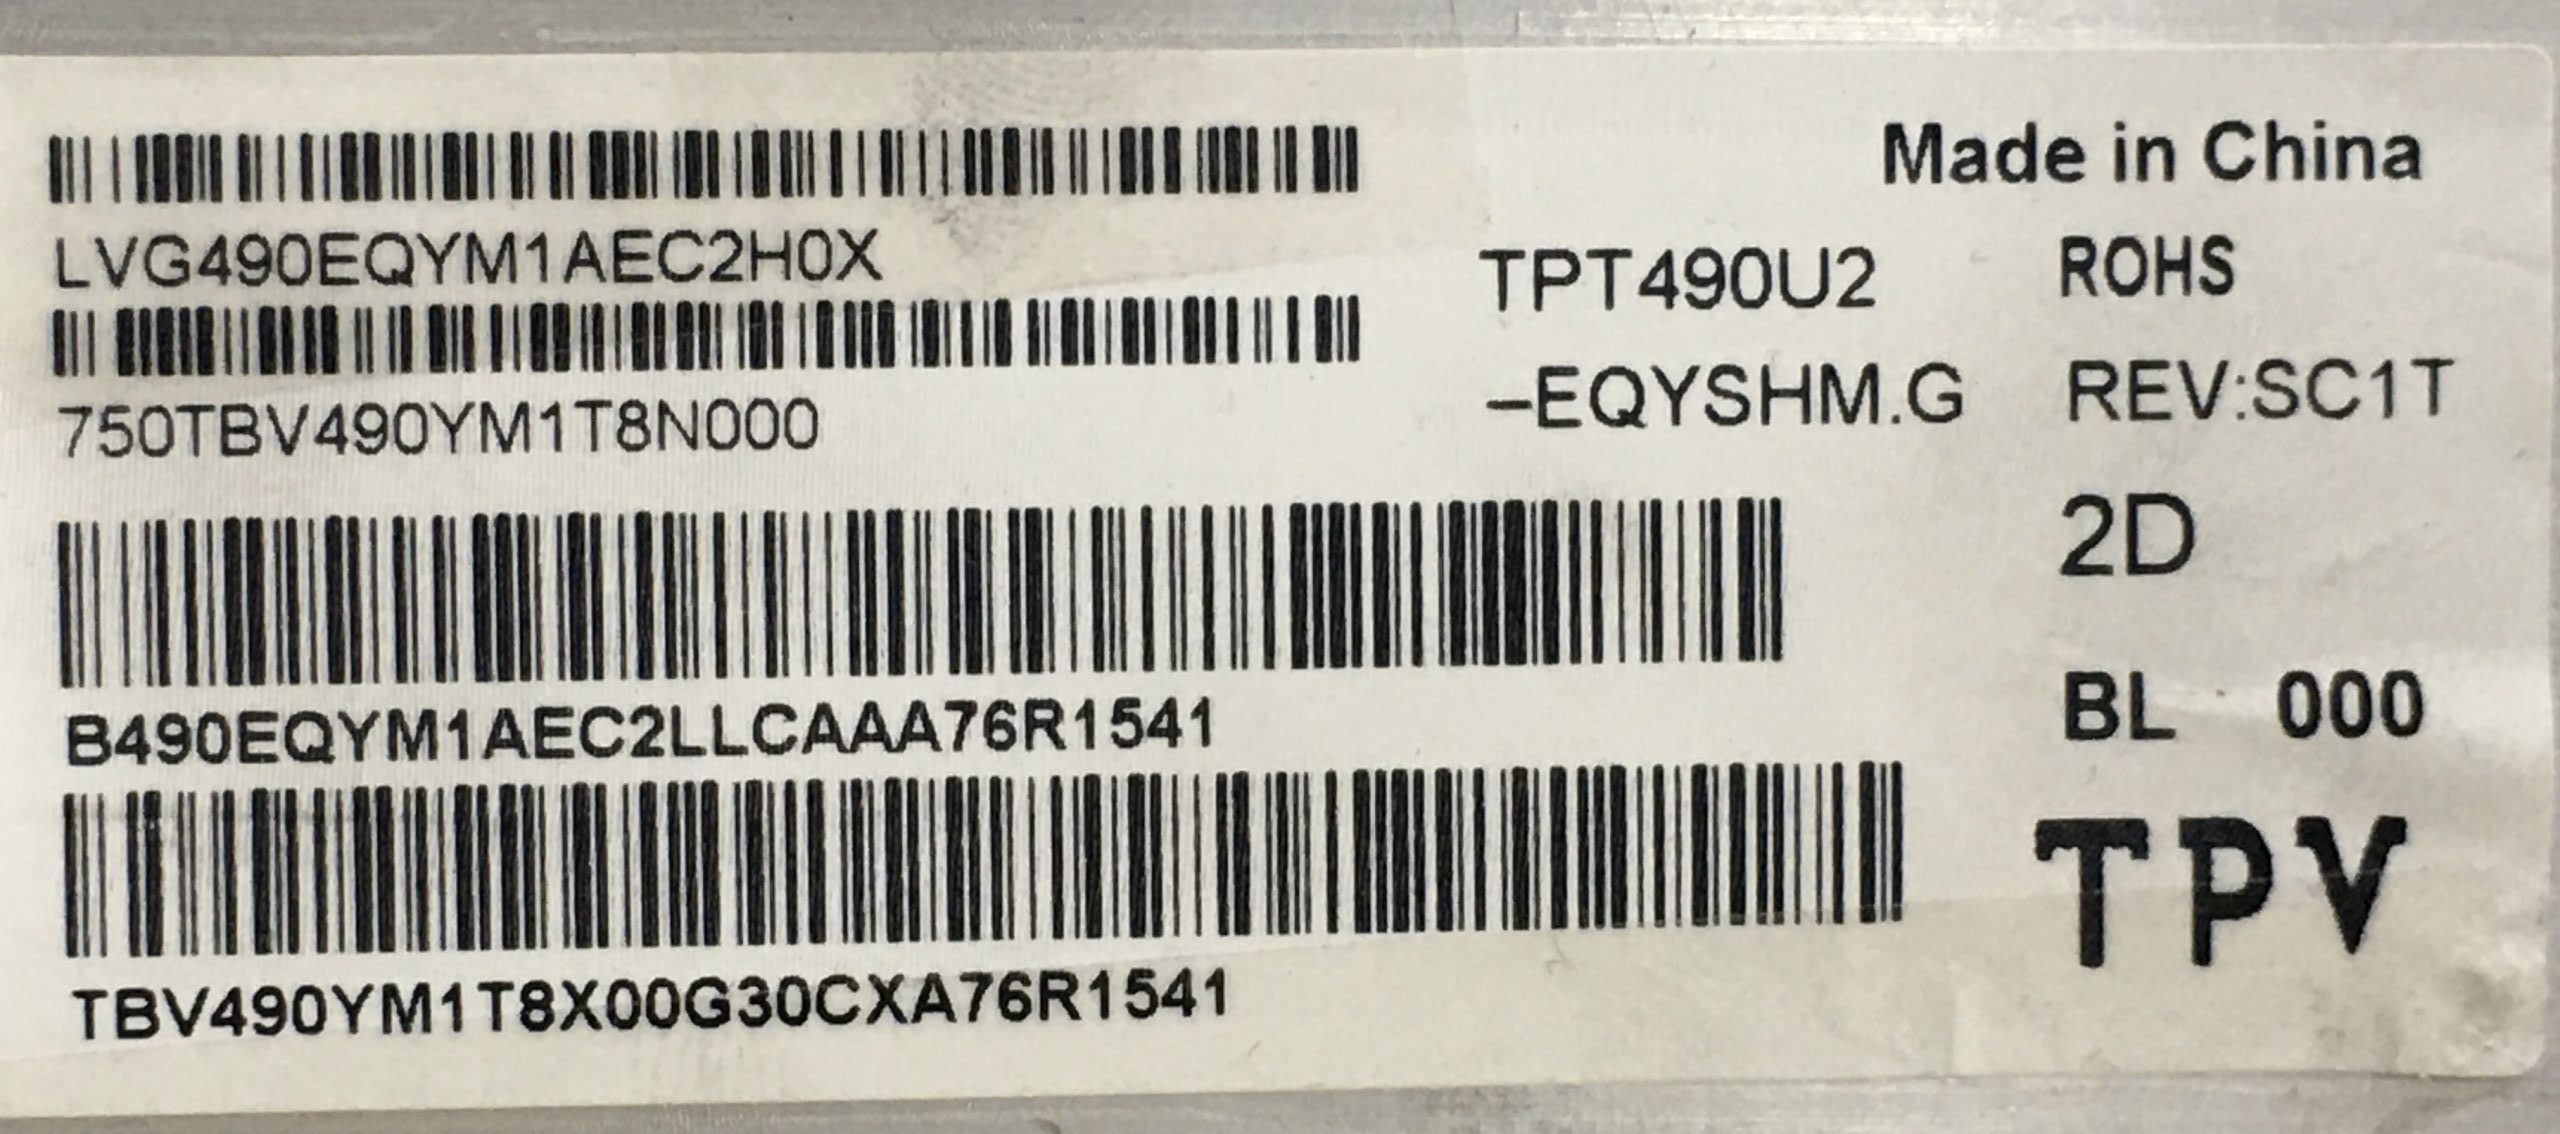 Made in China
LVG490EQYM1AEC2H0X
TPT490U2
ROHS
750TBV490YM1T8N000
-EQYSHM.G
REV:SC1T
2D
B490EQYM1AEC2LLCAAA76R1541
BL 000
TBV490YM1T8X00G30CXA76R1541
TPV